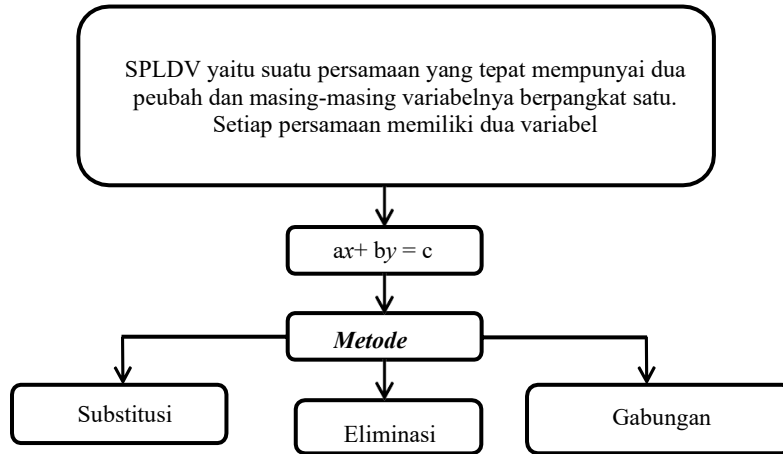 SPLDV yaitu suatu persamaan yang tepat mempunyai dua
peubah dan masing-masing variabelnya berpangkat satu.
Setiap persamaan memiliki dua variabel
ax+ by = c
Metode
Substitusi
Eliminasi
Gabungan